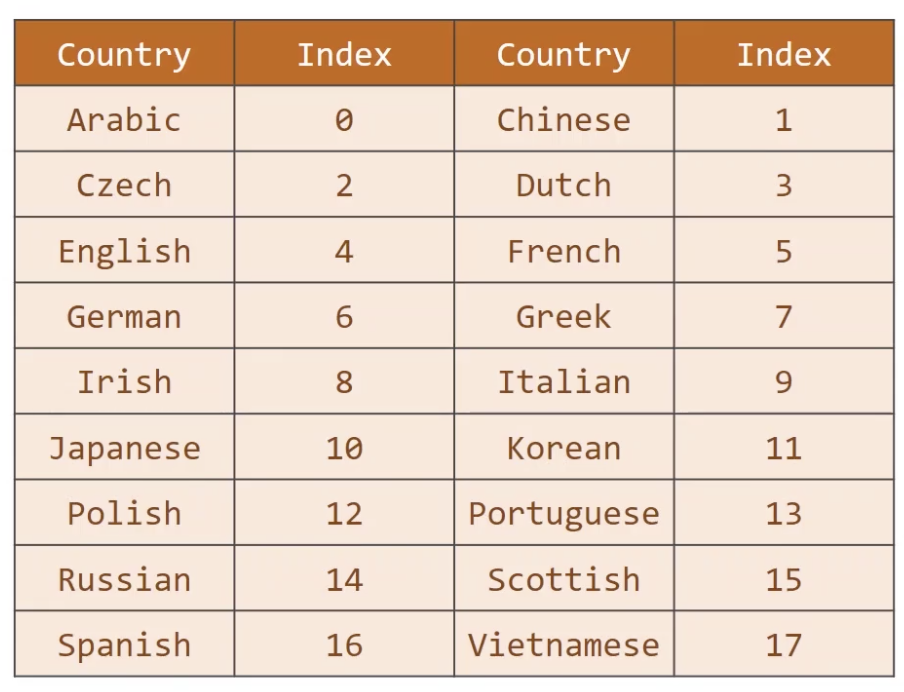 Country Index Country Index
Arabic 0 Chinese 1
Czech 2 Dutch 3
English 4 French 5
German 6 Greek 7
Irish 8 Italian 9
Japanese 10 Korean 11
Polish 12 Portuguese 13
Russian 14 Scottish 15
Spanish 16 Vietnamese 17